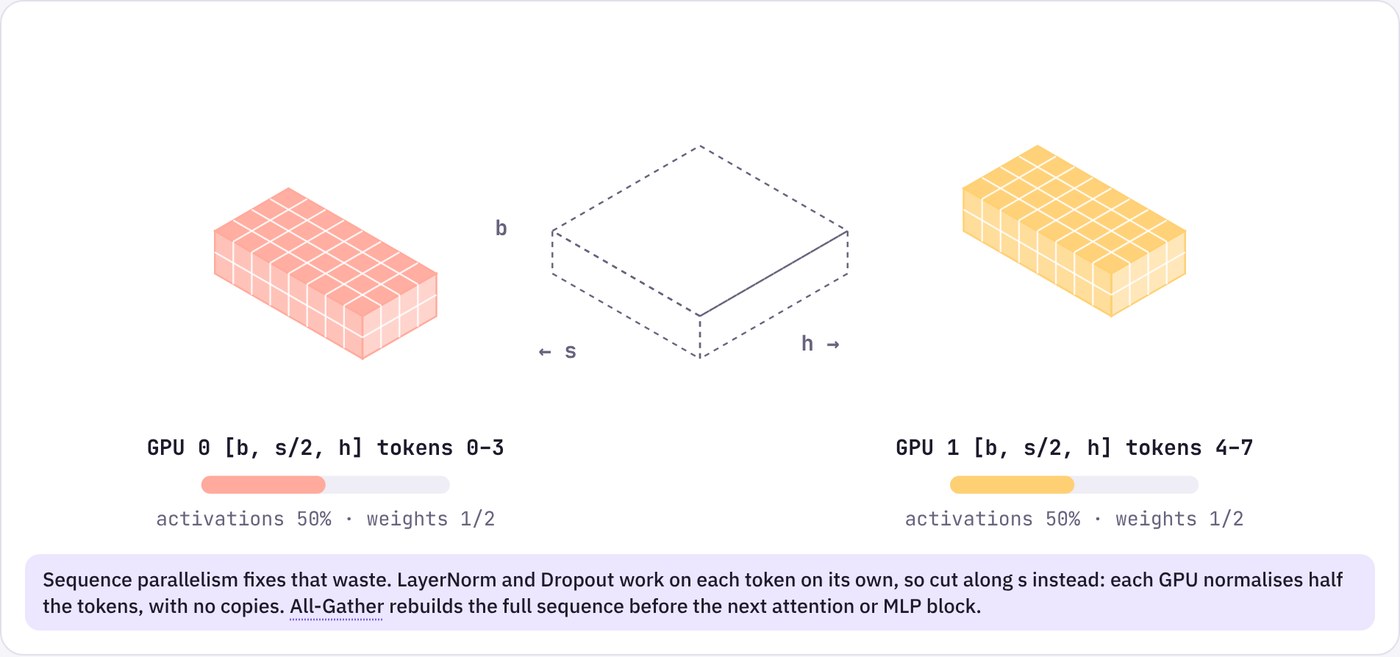 b
← s
h →
GPU 0 [b, s/2, h] tokens 0–3
activations 50% · weights 1/2
GPU 1 [b, s/2, h] tokens 4–7
activations 50% · weights 1/2
Sequence parallelism fixes that waste. LayerNorm and Dropout work on each token on its own, so cut along s instead: each GPU normalises half
the tokens, with no copies. All-Gather rebuilds the full sequence before the next attention or MLP block.